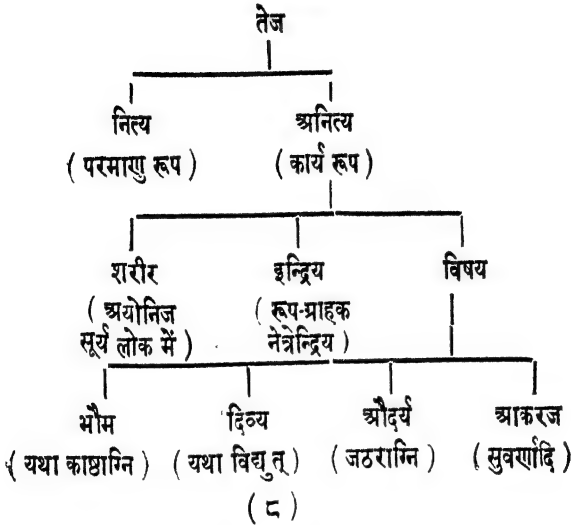 तेज
नित्य अनित्य
( परमाणु रूप ) ( कार्य रूप )
शरीर इन्द्रिय विषय
( अयोनिज ( रूप-ग्राहक
सूर्य लोक में ) नेत्रेन्द्रिय )
भौम दिव्य औदर्य आकरज
( यथा काष्ठाग्नि ) ( यथा विद्युत् ) ( जठराग्नि ) ( सुवर्णादि )
( ८ )